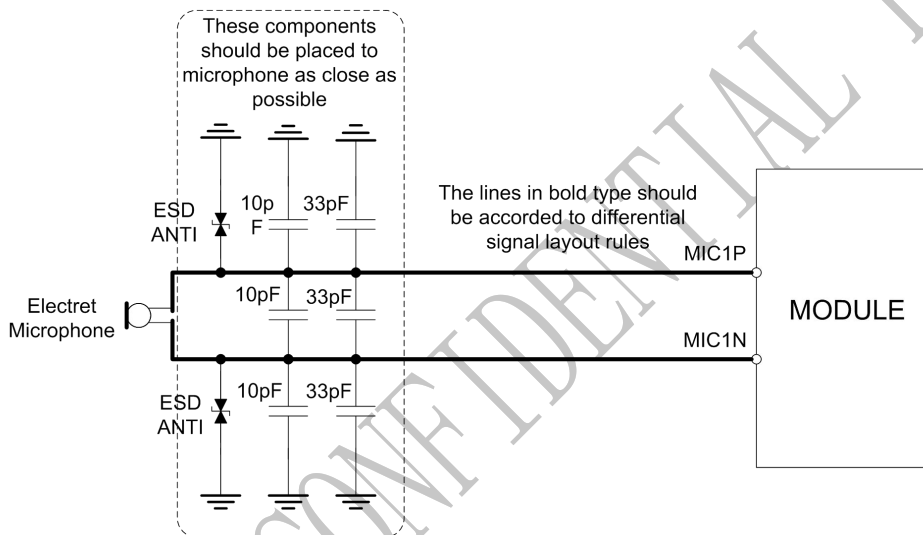 These components
should be placed to
microphone as close as
possible
ESD
ANTI
10p
F
33pF
The lines in bold type should
be accorded to differential
signal layout rules
MIC1P
Electret
Microphone
10pF
33pF
MODULE
MIC1N
ESD
ANTI
10pF
33pF
CONFIDENTIAL